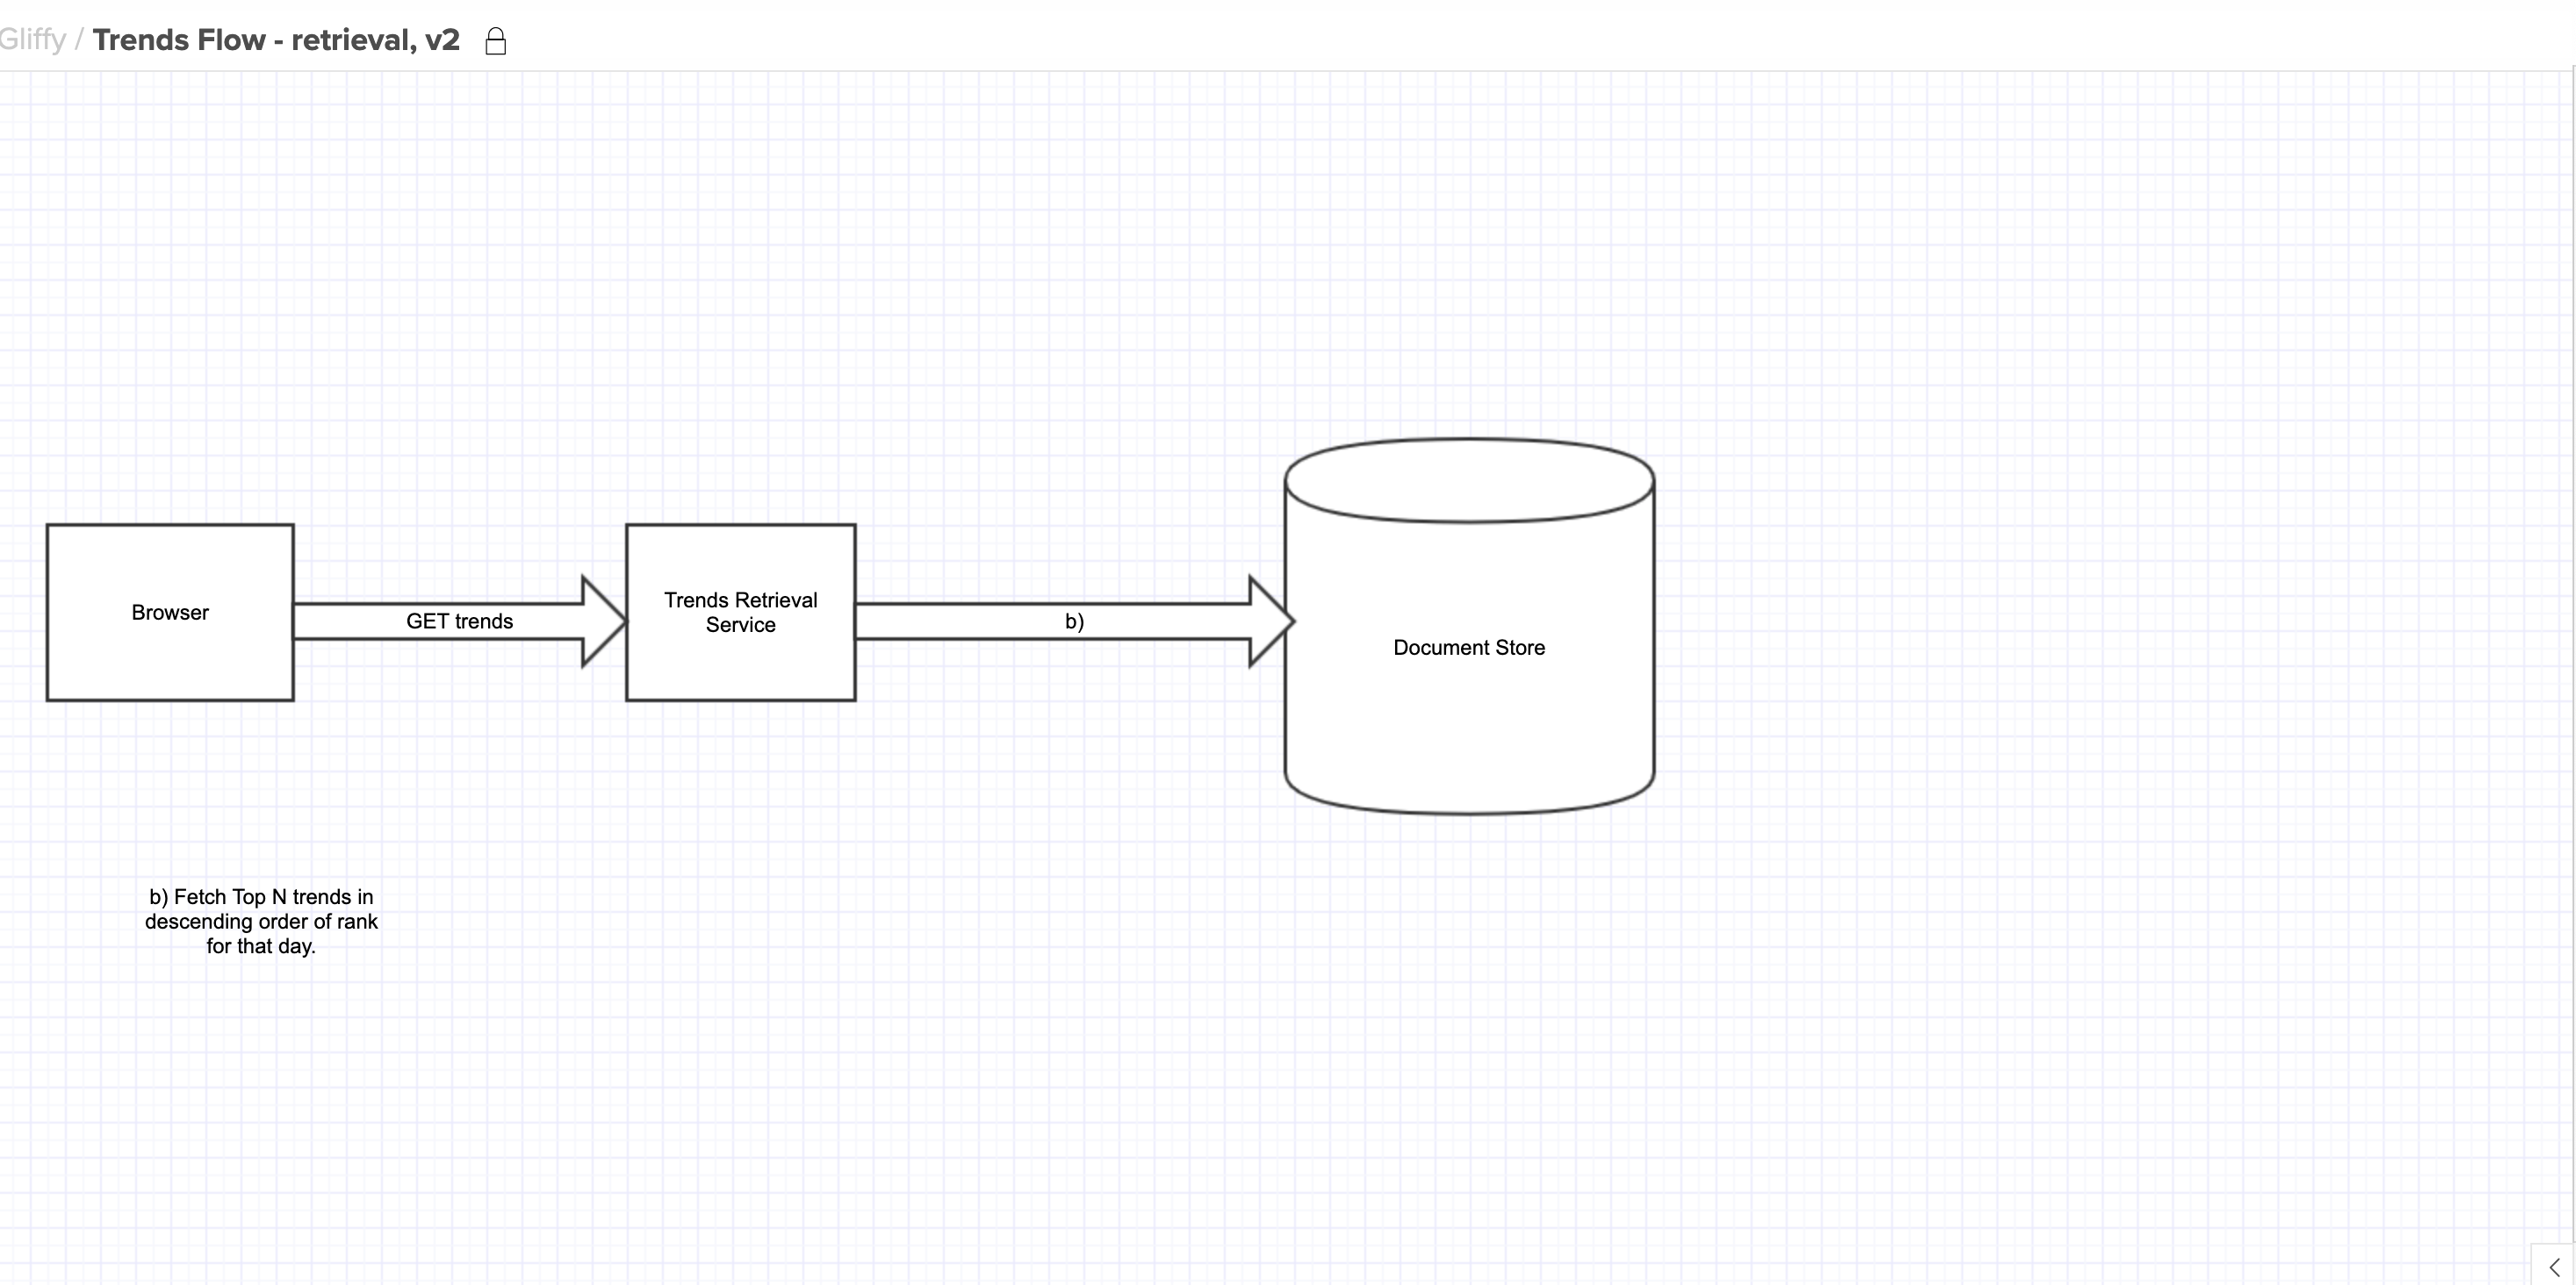 Gliffy / Trends Flow - retrieval, v2
Browser
GET trends
Trends Retrieval
Service
b)
Document Store
b) Fetch Top N trends in
descending order of rank
for that day.